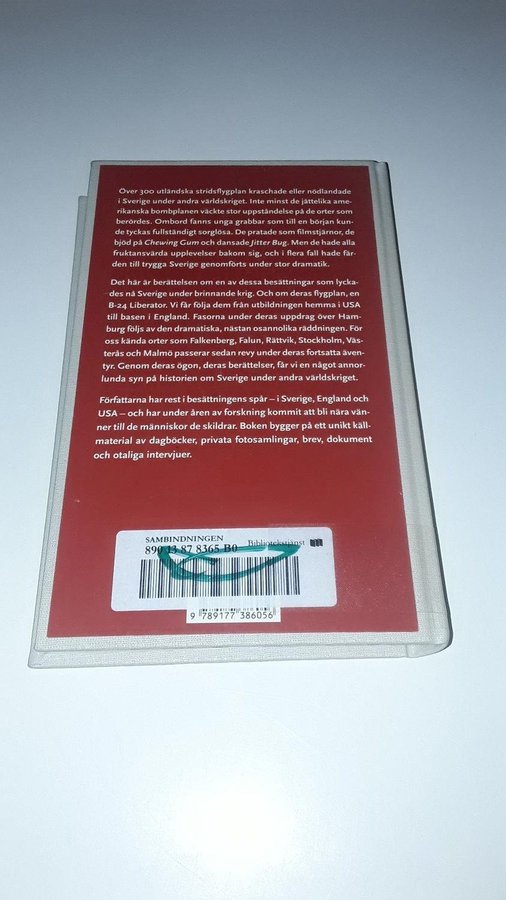 Över 300 utländska stridsflygplan kraschade eller nödlandade
i Sverige under andra världskriget. Inte minst de jättelika ame-
rikanska bombplanen väckte stor uppståndelse på de orter som
berördes. Ombord fanns unga grabbar som till en början kun-
de tyckas fullständigt sorglösa. De pratade som filmstjärnor, de
bjöd på Chewing Gum och dansade Jitter Bug. Men de hade alla
fruktansvärda upplevelser bakom sig, och i flera fall hade fär-
den till trygga Sverige genomförts under stor dramatik.
Det här är berättelsen om en av dessa besättningar som lycka-
des nå Sverige under brinnande krig. Och om deras flygplan, en
B-24 Liberator. Vi får följa dem från utbildningen hemma i USA
till basen i England. Fasorna under deras uppdrag över Ham-
burg följs av den dramatiska, nästan osannolika räddningen. För
oss kända orter som Falkenberg, Falun, Rättvik, Stockholm, Väs-
terås och Malmö passerar sedan revy under deras fortsatta även-
tyr. Genom deras ögon, deras berättelser, får vi en något annor-
lunda syn på historien om Sverige under andra världskriget.
Författarna har rest i besättningens spår – i Sverige, England och
USA – och har under åren av forskning kommit att bli nära vän-
ner till de människor de skildrar. Boken bygger på ett unikt käll-
material av dagböcker, privata fotosamlingar, brev, dokument
och otaliga intervjuer.
SAMBINDNINGEN
890 13 87 8365 B0 Bibliotekstjänst
9 789177 386056